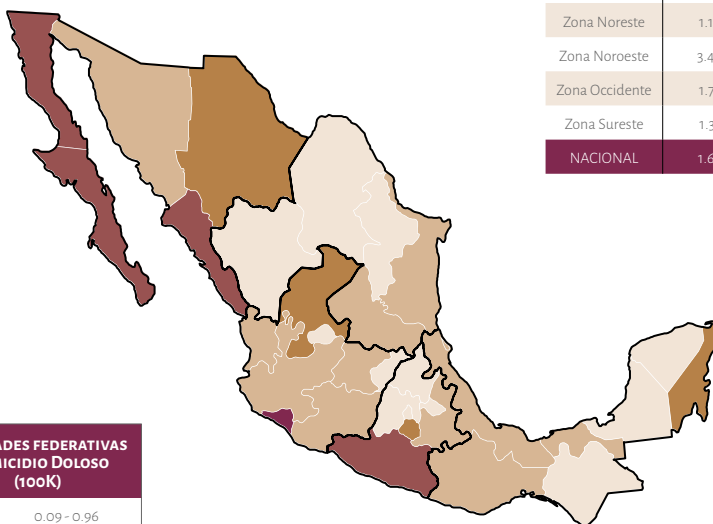 Zona Noreste 1.1
Zona Noroeste 3.4
Zona Occidente 1.7
Zona Sureste 1.3
NACIONAL 1.6
ADES FEDERATIVAS
ICIDIO DOLOSO
(100K)
0.09 - 0.96